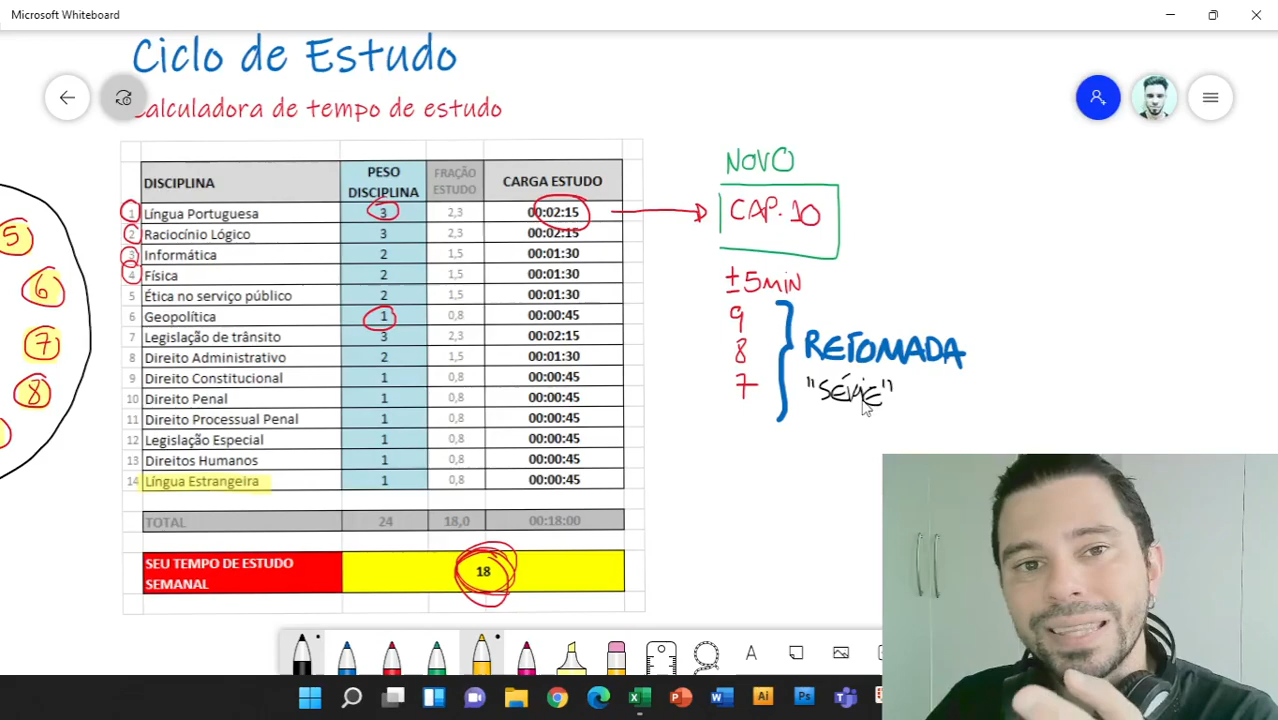 Microsoft Whiteboard
Ciclo de Estudo
Calculadora de tempo de estudo
DISCIPLINA PESO DISCIPLINA FRAÇÃO ESTUDO CARGA ESTUDO
1 Língua Portuguesa 3 2,3 00:02:15
2 Raciocínio Lógico 3 2,3 00:02:15
3 Informática 2 1,5 00:01:30
4 Física 2 1,5 00:01:30
5 Ética no serviço público 2 1,5 00:01:30
6 Geopolítica 1 0,8 00:00:45
7 Legislação de trânsito 3 2,3 00:02:15
8 Direito Administrativo 2 1,5 00:01:30
9 Direito Constitucional 1 0,8 00:00:45
10 Direito Penal 1 0,8 00:00:45
11 Direito Processual Penal 1 0,8 00:00:45
12 Legislação Especial 1 0,8 00:00:45
13 Direitos Humanos 1 0,8 00:00:45
14 Língua Estrangeira 1 0,8 00:00:45
TOTAL 24 18,0 00:18:00
SEU TEMPO DE ESTUDO
SEMANAL
18
5
6
7
8
NOVO
CAP. 10
±5MIN
9
8
7
RETOMADA
"SÉRIE"
A
Ai
Ps